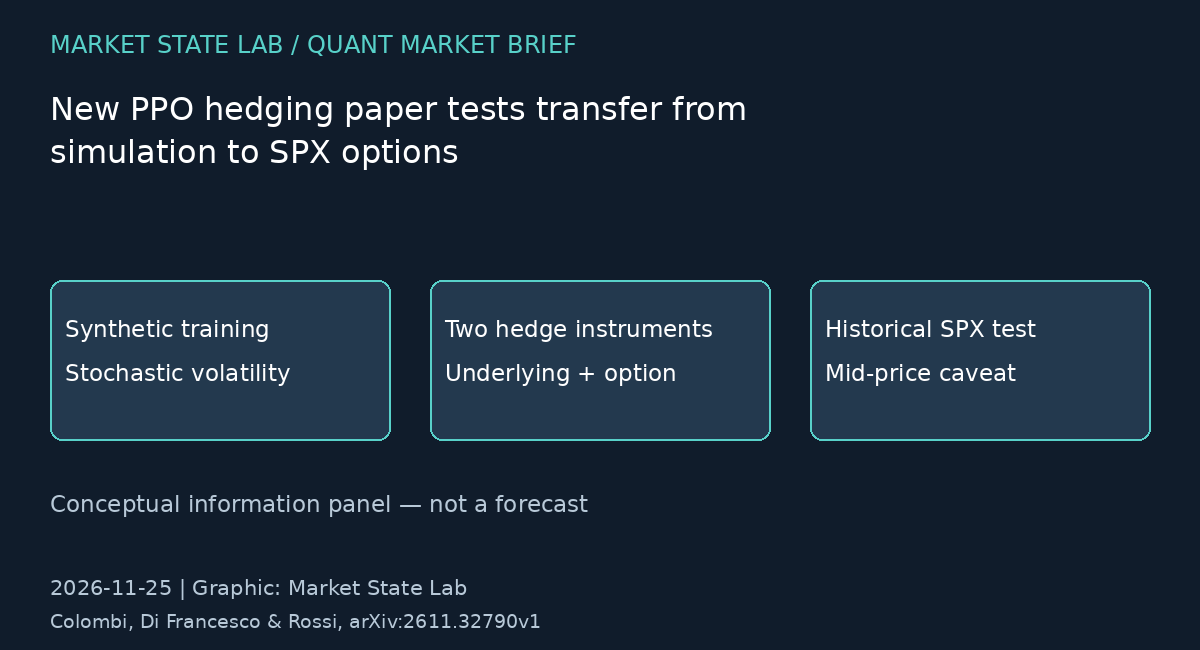 MARKET STATE LAB / QUANT MARKET BRIEF
New PPO hedging paper tests transfer from
simulation to SPX options
Synthetic training
Stochastic volatility
Two hedge instruments
Underlying + option
Historical SPX test
Mid-price caveat
Conceptual information panel — not a forecast
2026-11-25 | Graphic: Market State Lab
Colombi, Di Francesco & Rossi, arXiv:2611.32790v1